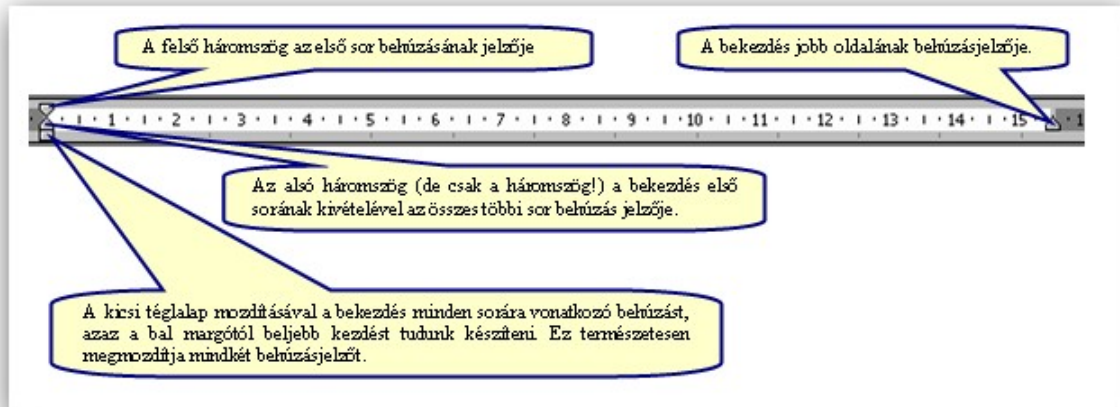 A felső háromszög az első sor behúzásának jelzője
A bekezdés jobb oldalának behúzásjelzője.
1 2 3 4 5 6 7 8 9 10 11 12 13 14 15 1
Az alsó háromszög (de csak a háromszög!) a bekezdés első
sorának kivételével az összes többi sor behúzás jelzője.
A kicsi téglalap mozdításával a bekezdés minden sorára vonatkozó behúzást,
azaz a bal margótól beljebb kezdést tudunk készíteni. Ez természetesen
megmozdítja mindkét behúzásjelzőt.